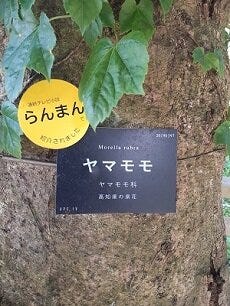 連続テレビ小説
らんまん
で
紹介されました
Morella rubra
ヤマモモ
ヤマモモ科
高知県の県花